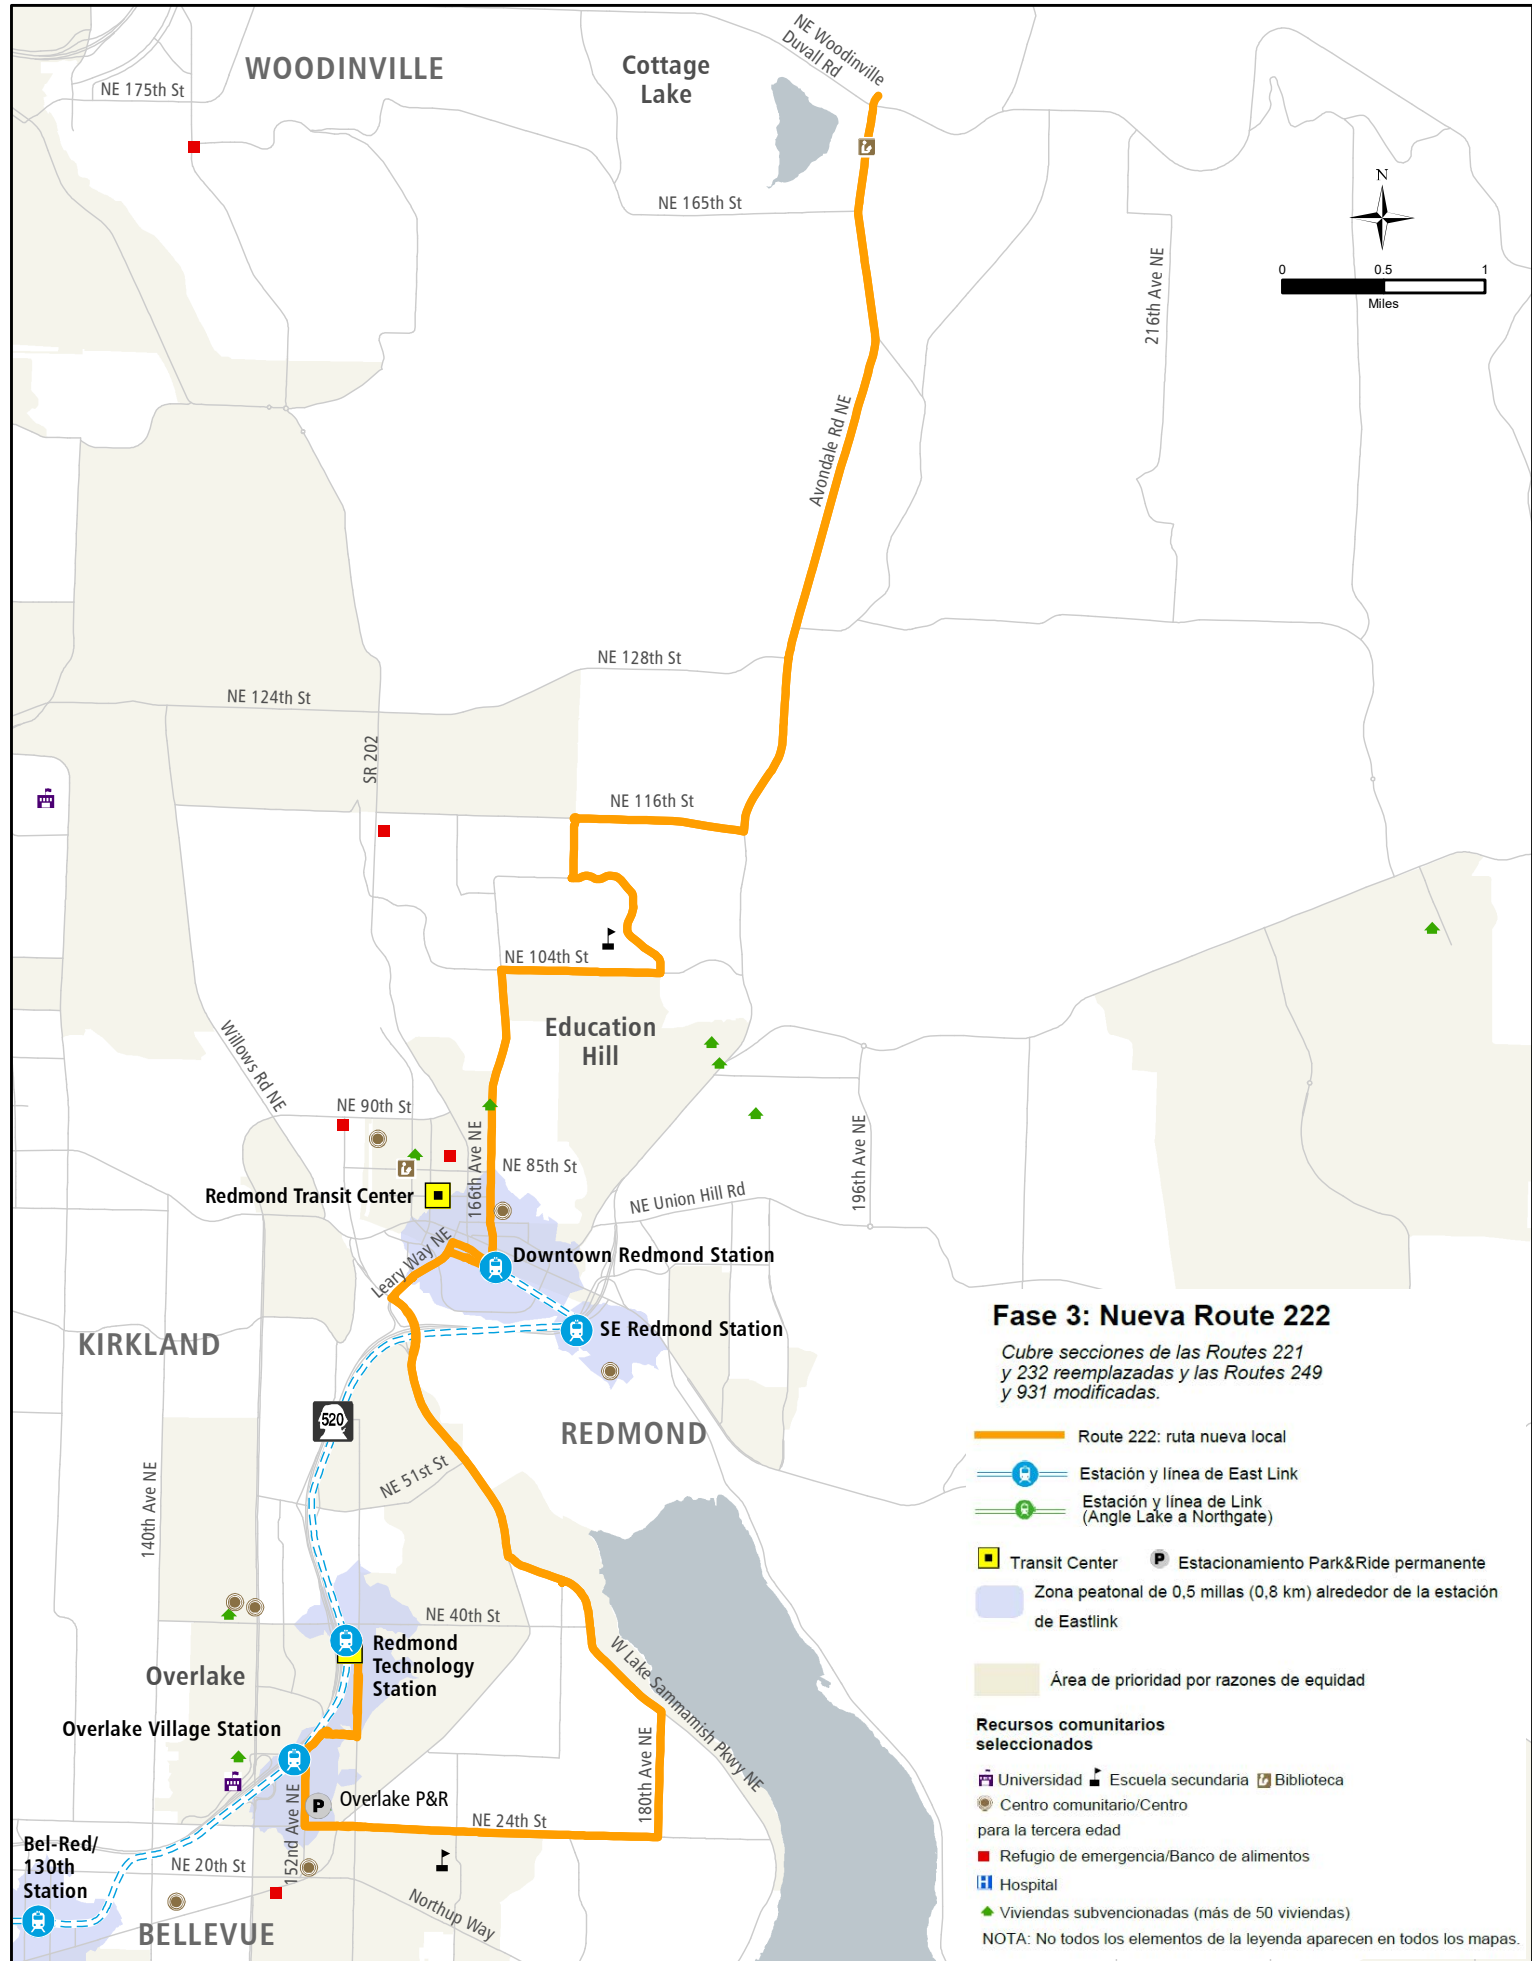 WOODINVILLE
NE 175th St
Cottage
Lake
NE Woodinville
Duvall Rd
NE 165th St
N
0 0.5 1
Miles
216th Ave NE
Avondale Rd NE
NE 128th St
NE 124th St
SR 202
NE 116th St
NE 104th St
Education
Hill
Willows Rd NE
NE 90th St
166th Ave NE
NE 85th St
196th Ave NE
Redmond Transit Center
NE Union Hill Rd
Leary Way NE
Downtown Redmond Station
SE Redmond Station
KIRKLAND
520
REDMOND
NE 51st St
140th Ave NE
NE 40th St
Redmond
Technology
Station
Overlake
W Lake Sammamish Pkwy NE
Overlake Village Station
180th Ave NE
P
Overlake P&R
NE 24th St
152nd Ave NE
Bel-Red/
130th
Station
NE 20th St
Northup Way
BELLEVUE
Fase 3: Nueva Route 222
Cubre secciones de las Routes 221
y 232 reemplazadas y las Routes 249
y 931 modificadas.
Route 222: ruta nueva local
Estación y línea de East Link
Estación y línea de Link
(Angle Lake a Northgate)
Transit Center P Estacionamiento Park&Ride permanente
Zona peatonal de 0,5 millas (0,8 km) alrededor de la estación
de Eastlink
Área de prioridad por razones de equidad
Recursos comunitarios
seleccionados
Universidad Escuela secundaria Biblioteca
Centro comunitario/Centro
para la tercera edad
Refugio de emergencia/Banco de alimentos
H Hospital
Viviendas subvencionadas (más de 50 viviendas)
NOTA: No todos los elementos de la leyenda aparecen en todos los mapas.